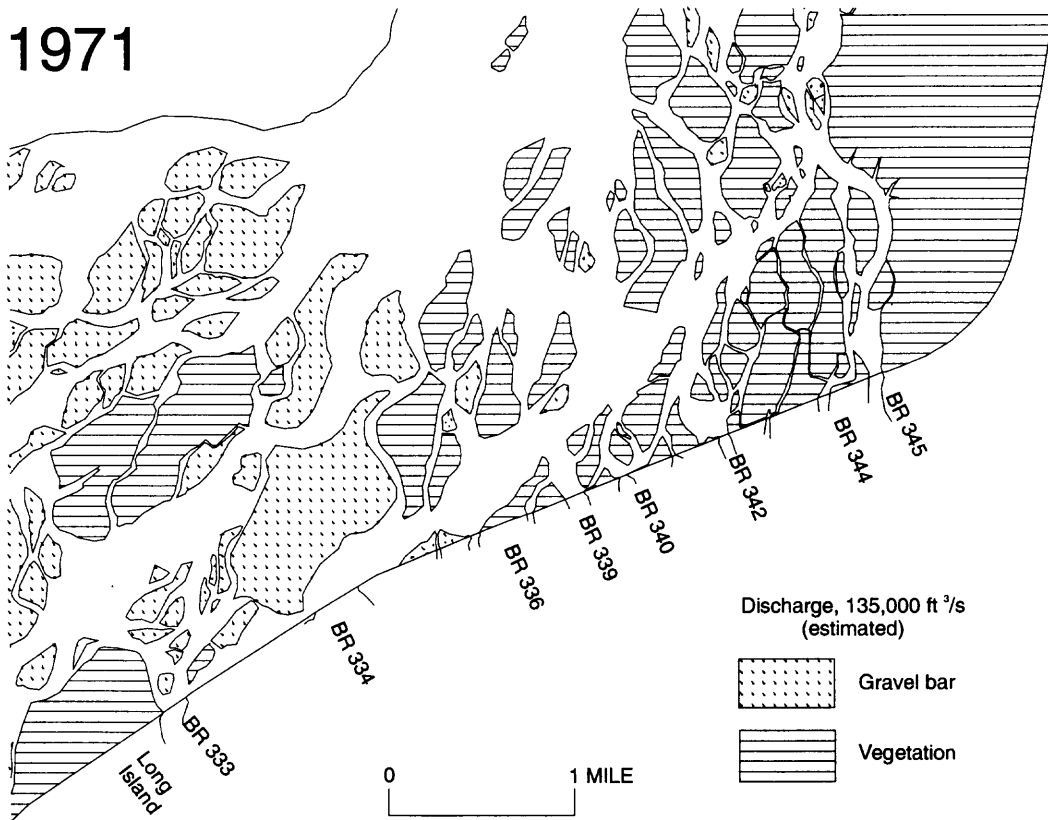 1971
BR 345
BR 344
BR 342
BR 340
BR 339
BR 336
BR 334
BR 333
Long
Island
Discharge, 135,000 ft³/s
(estimated)
Gravel bar
Vegetation
0 1 MILE